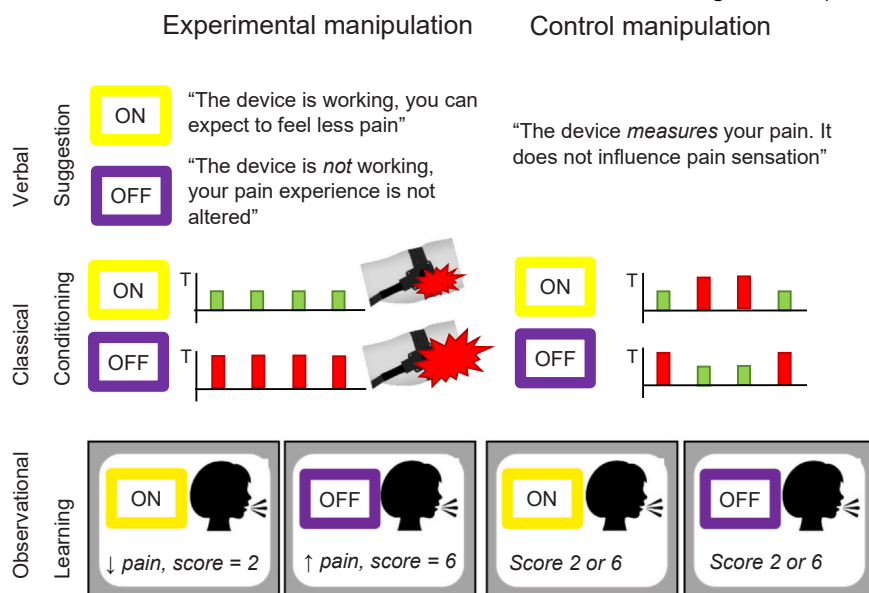 Experimental manipulation
Control manipulation
Verbal
Suggestion
ON
“The device is working, you can
expect to feel less pain”
OFF
“The device is not working,
your pain experience is not
altered”
“The device measures your pain. It
does not influence pain sensation”
Classical
Conditioning
ON
T
ON
T
OFF
T
OFF
T
Observational
Learning
ON
↓ pain, score = 2
OFF
↑ pain, score = 6
ON
Score 2 or 6
OFF
Score 2 or 6